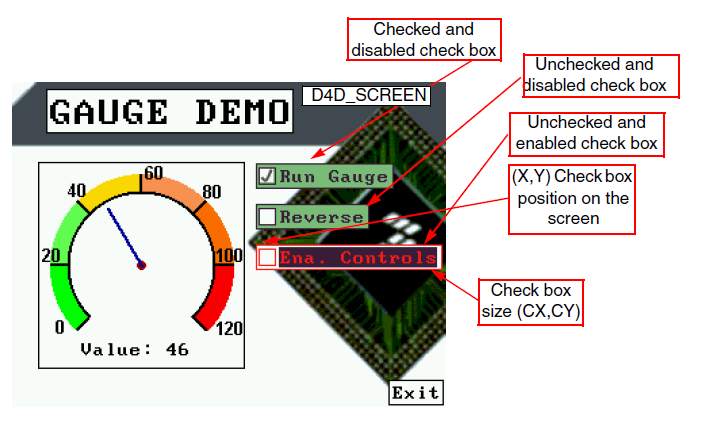 Checked and
disabled check box
Unchecked and
disabled check box
D4D_SCREEN
GAUGE DEMO
Unchecked and
enabled check box
(X,Y) Check box
position on the
screen
Run Gauge
Reverse
Ena. Controls
0
20
40
60
80
100
120
Value: 46
Check box
size (CX,CY)
Exit